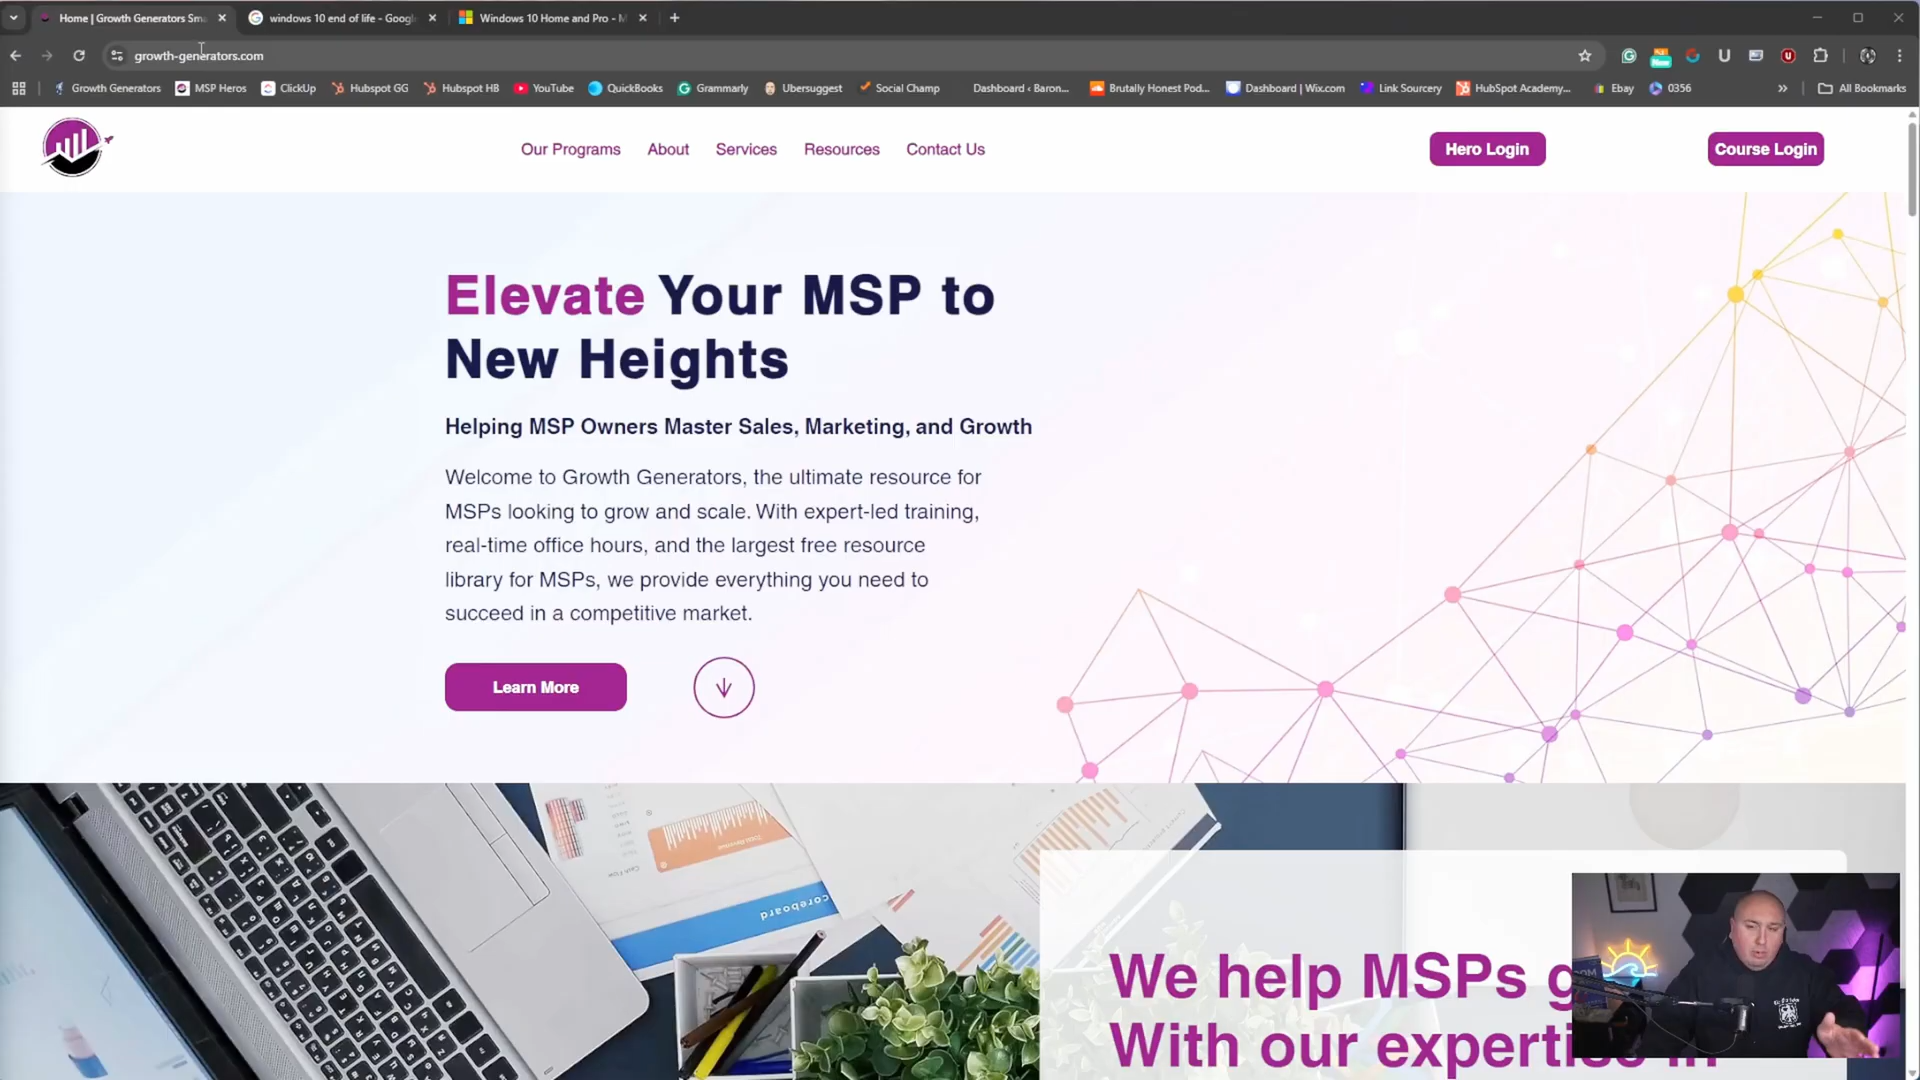 Home | Growth Generators Sma
windows 10 end of life - Googl
Windows 10 Home and Pro - M
growth-generators.com
Growth Generators
MSP Heros
ClickUp
Hubspot GG
Hubspot HB
YouTube
QuickBooks
Grammarly
Ubersuggest
Social Champ
Dashboard ‹ Baron...
Brutally Honest Pod...
Dashboard | Wix.com
Link Sourcery
HubSpot Academy...
Ebay
0356
»
All Bookmarks
Our Programs
About
Services
Resources
Contact Us
Hero Login
Course Login
Elevate Your MSP to
New Heights
Helping MSP Owners Master Sales, Marketing, and Growth
Welcome to Growth Generators, the ultimate resource for
MSPs looking to grow and scale. With expert-led training,
real-time office hours, and the largest free resource
library for MSPs, we provide everything you need to
succeed in a competitive market.
Learn More
coreboard
We help MSPs g
With our expertise in